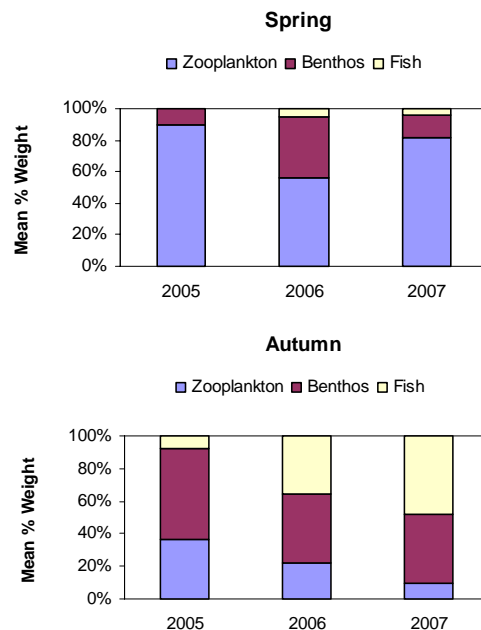 Spring
Zooplankton Benthos Fish
Mean % Weight
100%
80%
60%
40%
20%
0%
2005 2006 2007
Autumn
Zooplankton Benthos Fish
Mean % Weight
100%
80%
60%
40%
20%
0%
2005 2006 2007